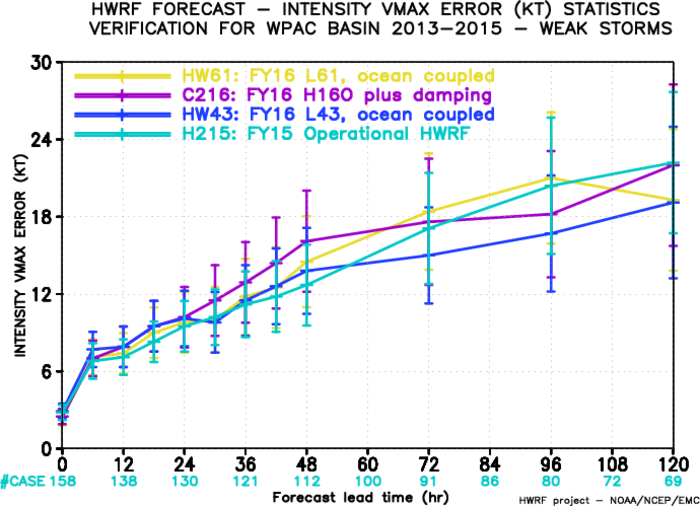 HWRF FORECAST – INTENSITY VMAX ERROR (KT) STATISTICS
VERIFICATION FOR WPAC BASIN 2013–2015 – WEAK STORMS
HW61: FY16 L61, ocean coupled
C216: FY16 H160 plus damping
HW43: FY16 L43, ocean coupled
H215: FY15 Operational HWRF
INTENSITY VMAX ERROR (KT)
30
24
18
12
6
0
0 12 24 36 48 60 72 84 96 108 120
#CASE 158 138 130 121 112 100 91 86 80 72 69
Forecast lead time (hr)
HWRF project – NOAA/NCEP/EMC